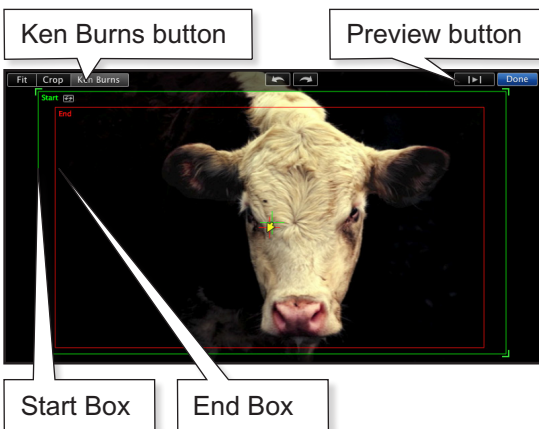 Ken Burns button
Preview button
Fit Crop Ken Burns Done
Start
End
Start Box
End Box